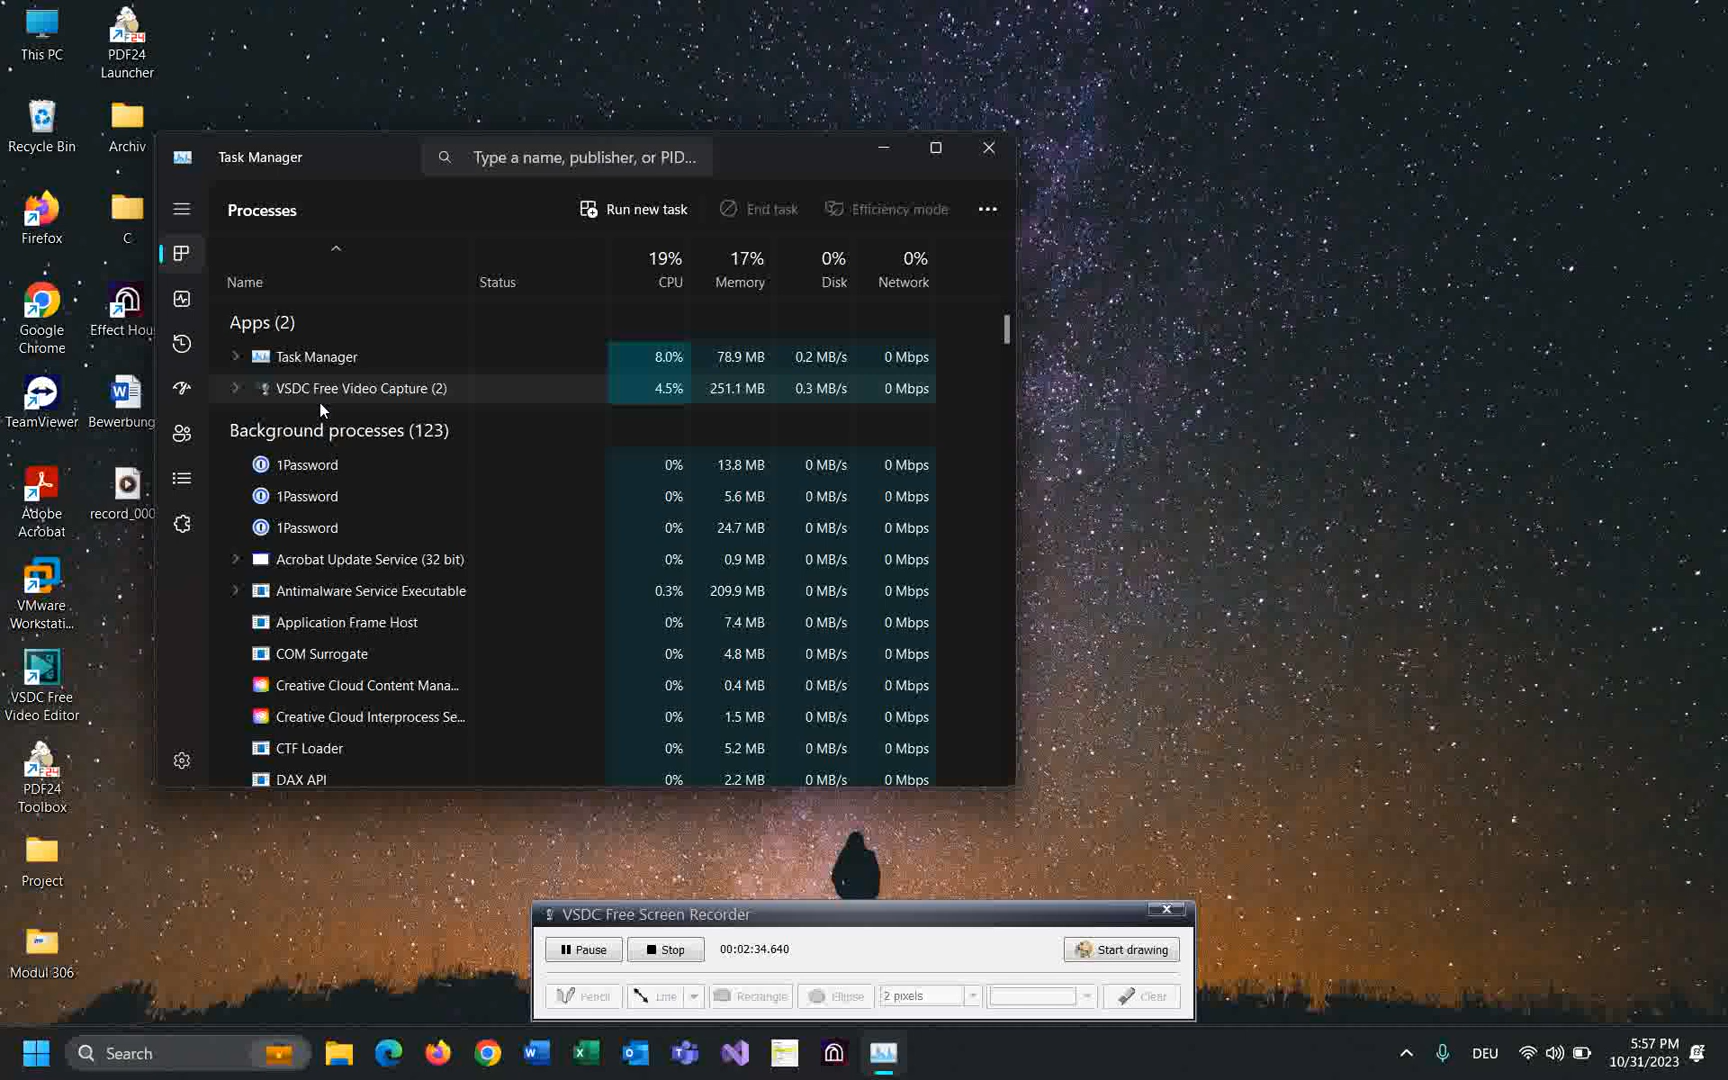 This PC
PDF24
Launcher
Recycle Bin
Archiv
Firefox
C
Google
Chrome
Effect Hou
TeamViewer
Bewerbung
Adobe
Acrobat
record_000
VMware
Workstati...
VSDC Free
Video Editor
PDF24
Toolbox
Project
Modul 306
Task Manager
Type a name, publisher, or PID...
Processes
Run new task
End task
Efficiency mode
19% 17% 0% 0%
Name Status CPU Memory Disk Network
Apps (2)
Task Manager 8.0% 78.9 MB 0.2 MB/s 0 Mbps
VSDC Free Video Capture (2) 4.5% 251.1 MB 0.3 MB/s 0 Mbps
Background processes (123)
1Password 0% 13.8 MB 0 MB/s 0 Mbps
1Password 0% 5.6 MB 0 MB/s 0 Mbps
1Password 0% 24.7 MB 0 MB/s 0 Mbps
Acrobat Update Service (32 bit) 0% 0.9 MB 0 MB/s 0 Mbps
Antimalware Service Executable 0.3% 209.9 MB 0 MB/s 0 Mbps
Application Frame Host 0% 7.4 MB 0 MB/s 0 Mbps
COM Surrogate 0% 4.8 MB 0 MB/s 0 Mbps
Creative Cloud Content Mana... 0% 0.4 MB 0 MB/s 0 Mbps
Creative Cloud Interprocess Se... 0% 1.5 MB 0 MB/s 0 Mbps
CTF Loader 0% 5.2 MB 0 MB/s 0 Mbps
DAX API 0% 2.2 MB 0 MB/s 0 Mbps
VSDC Free Screen Recorder
Pause Stop 00:02:34.640 Start drawing
Pencil Line Rectangle Ellipse 2 pixels Clear
Search
DEU
5:57 PM
10/31/2023